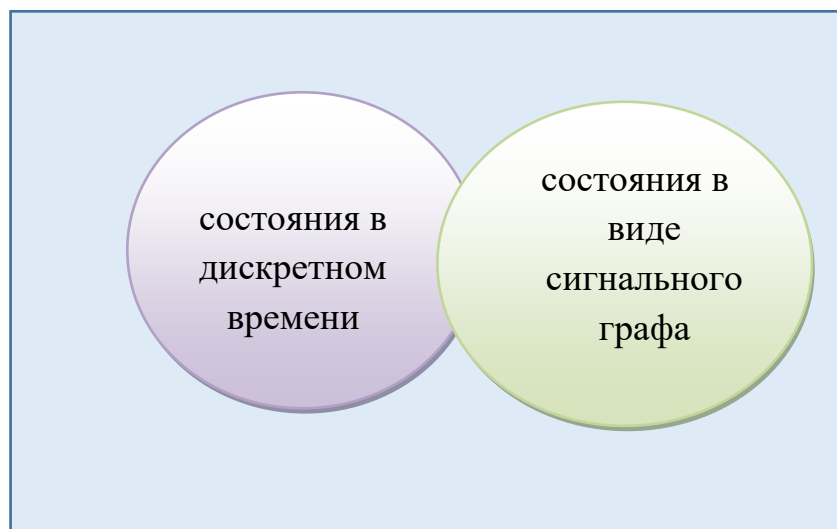 состояния в
дискретном
времени
состояния в
виде
сигнального
графа